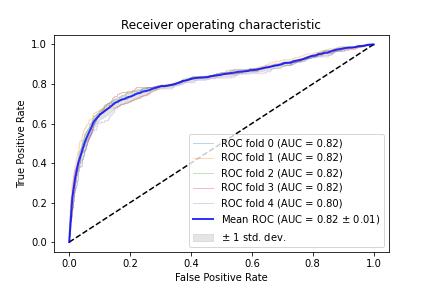 Receiver operating characteristic
True Positive Rate
1.0
0.8
0.6
0.4
0.2
0.0
ROC fold 0 (AUC = 0.82)
ROC fold 1 (AUC = 0.82)
ROC fold 2 (AUC = 0.82)
ROC fold 3 (AUC = 0.82)
ROC fold 4 (AUC = 0.80)
Mean ROC (AUC = 0.82 ± 0.01)
± 1 std. dev.
0.0 0.2 0.4 0.6 0.8 1.0
False Positive Rate